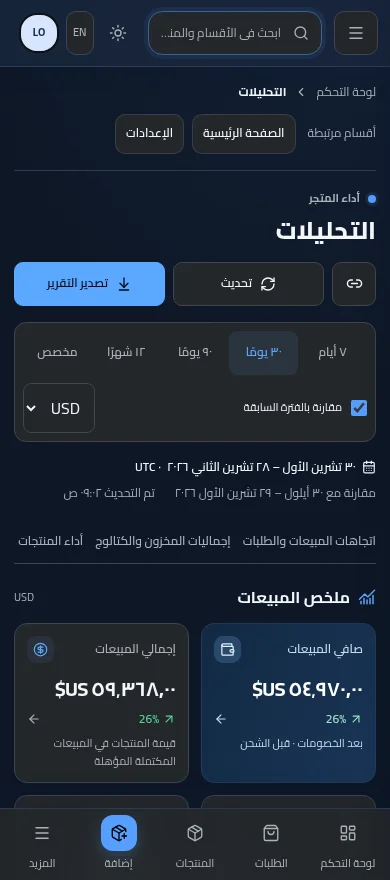 ابحث في الأقسام والمنـ...
EN
LO
لوحة التحكم
التحليلات
أقسام مرتبطة
الصفحة الرئيسية
الإعدادات
أداء المتجر
التحليلات
تحديث
تصدير التقرير
٧ أيام
٣٠ يومًا
٩٠ يومًا
١٢ شهرًا
مخصص
مقارنة بالفترة السابقة
USD
٣٠ تشرين الأول – ٢٨ تشرين الثاني ٢٠٢٦ · UTC
مقارنة مع ٣٠ أيلول – ٢٩ تشرين الأول ٢٠٢٦
تم التحديث ٠٩:٠٢ ص
اتجاهات المبيعات والطلبات
إجماليات المخزون والكتالوج
أداء المنتجات
ملخص المبيعات
USD
صافي المبيعات
٥٤,٩٧٠,٠٠ US$
26%
بعد الخصومات · قبل الشحن
إجمالي المبيعات
٥٩,٣٦٨,٠٠ US$
26%
قيمة المنتجات في المبيعات
المكتملة المؤهلة
لوحة التحكم
الطلبات
المنتجات
إضافة
المزيد